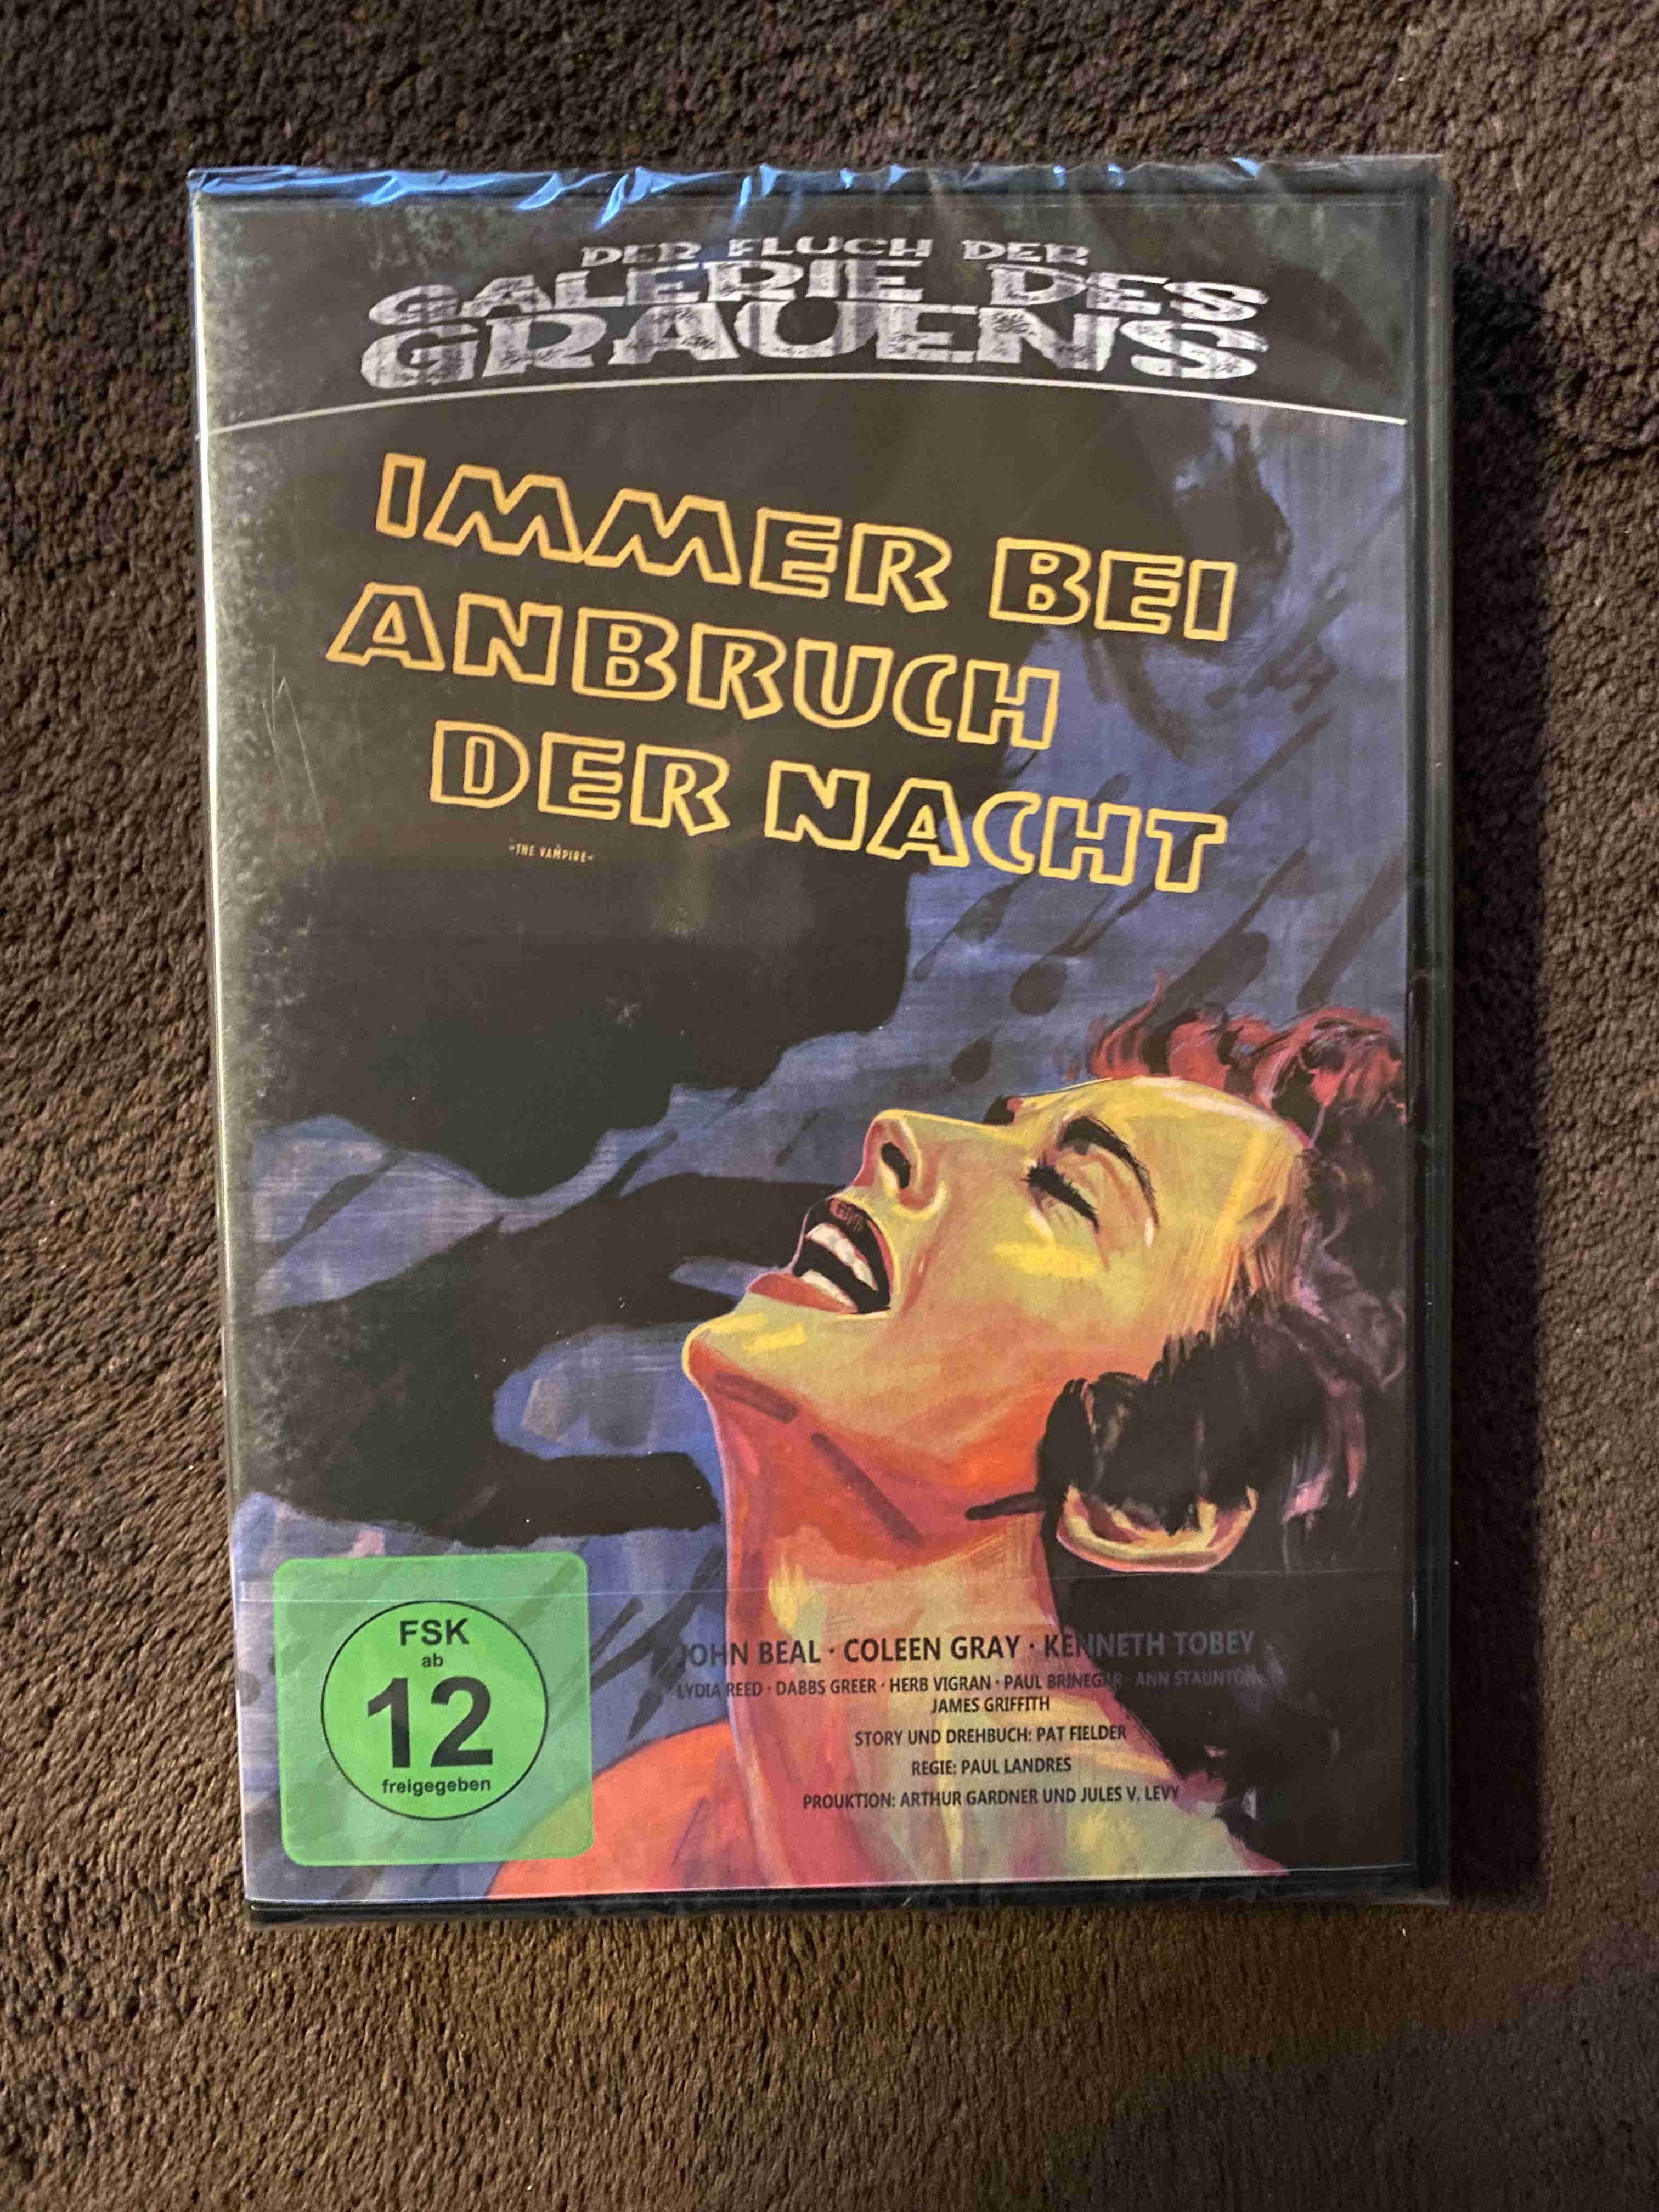 DER FLUCH DER
GALERIE DES
GRAUENS
IMMER BEI
ANBRUCH
DER NACHT
»THE VAMPIRE«
FSK
ab
12
freigegeben
JOHN BEAL · COLEEN GRAY · KENNETH TOBEY
LYDIA REED · DABBS GREER · HERB VIGRAN · PAUL BRINEGAR · ANN STAUNTON
JAMES GRIFFITH
STORY UND DREHBUCH: PAT FIELDER
REGIE: PAUL LANDRES
PROUKTION: ARTHUR GARDNER UND JULES V. LEVY